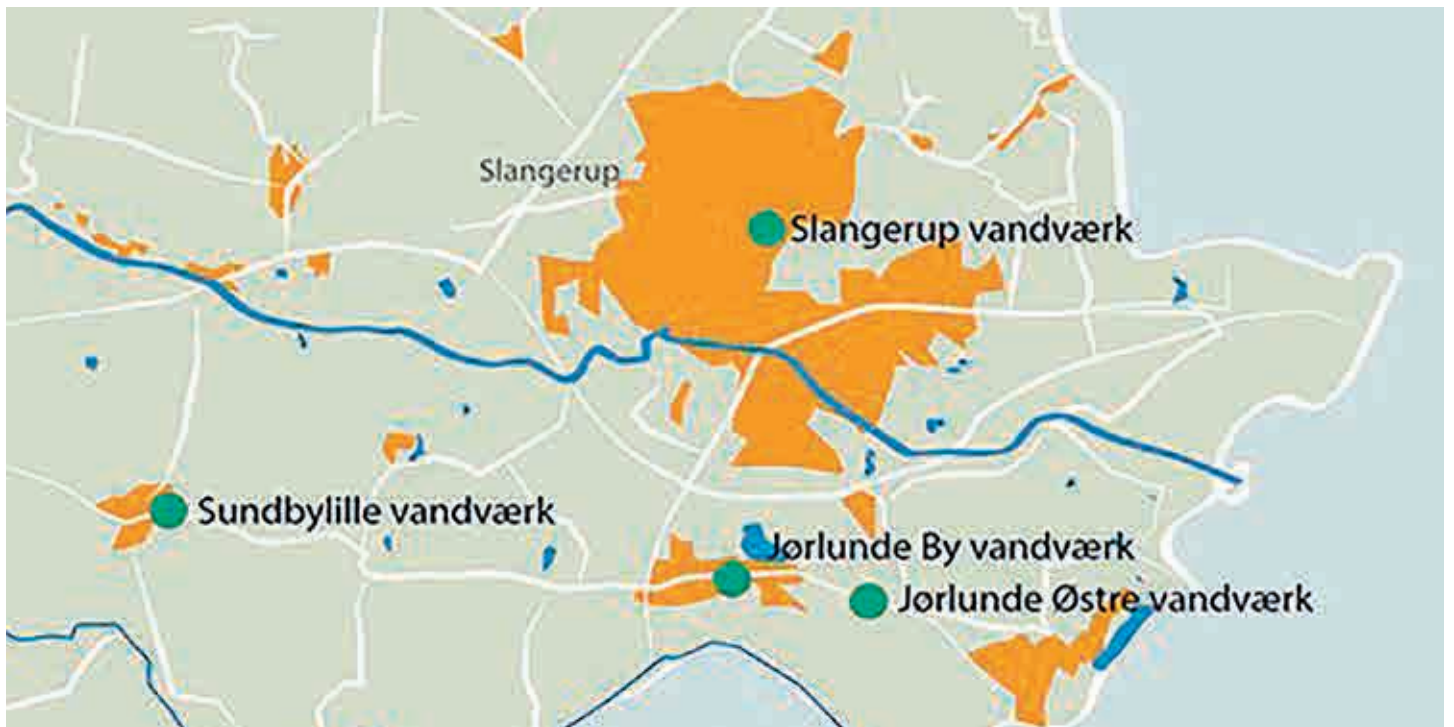 Slangerup
Slangerup vandværk
Sundbylille vandværk
Jørlunde By vandværk
Jørlunde Østre vandværk